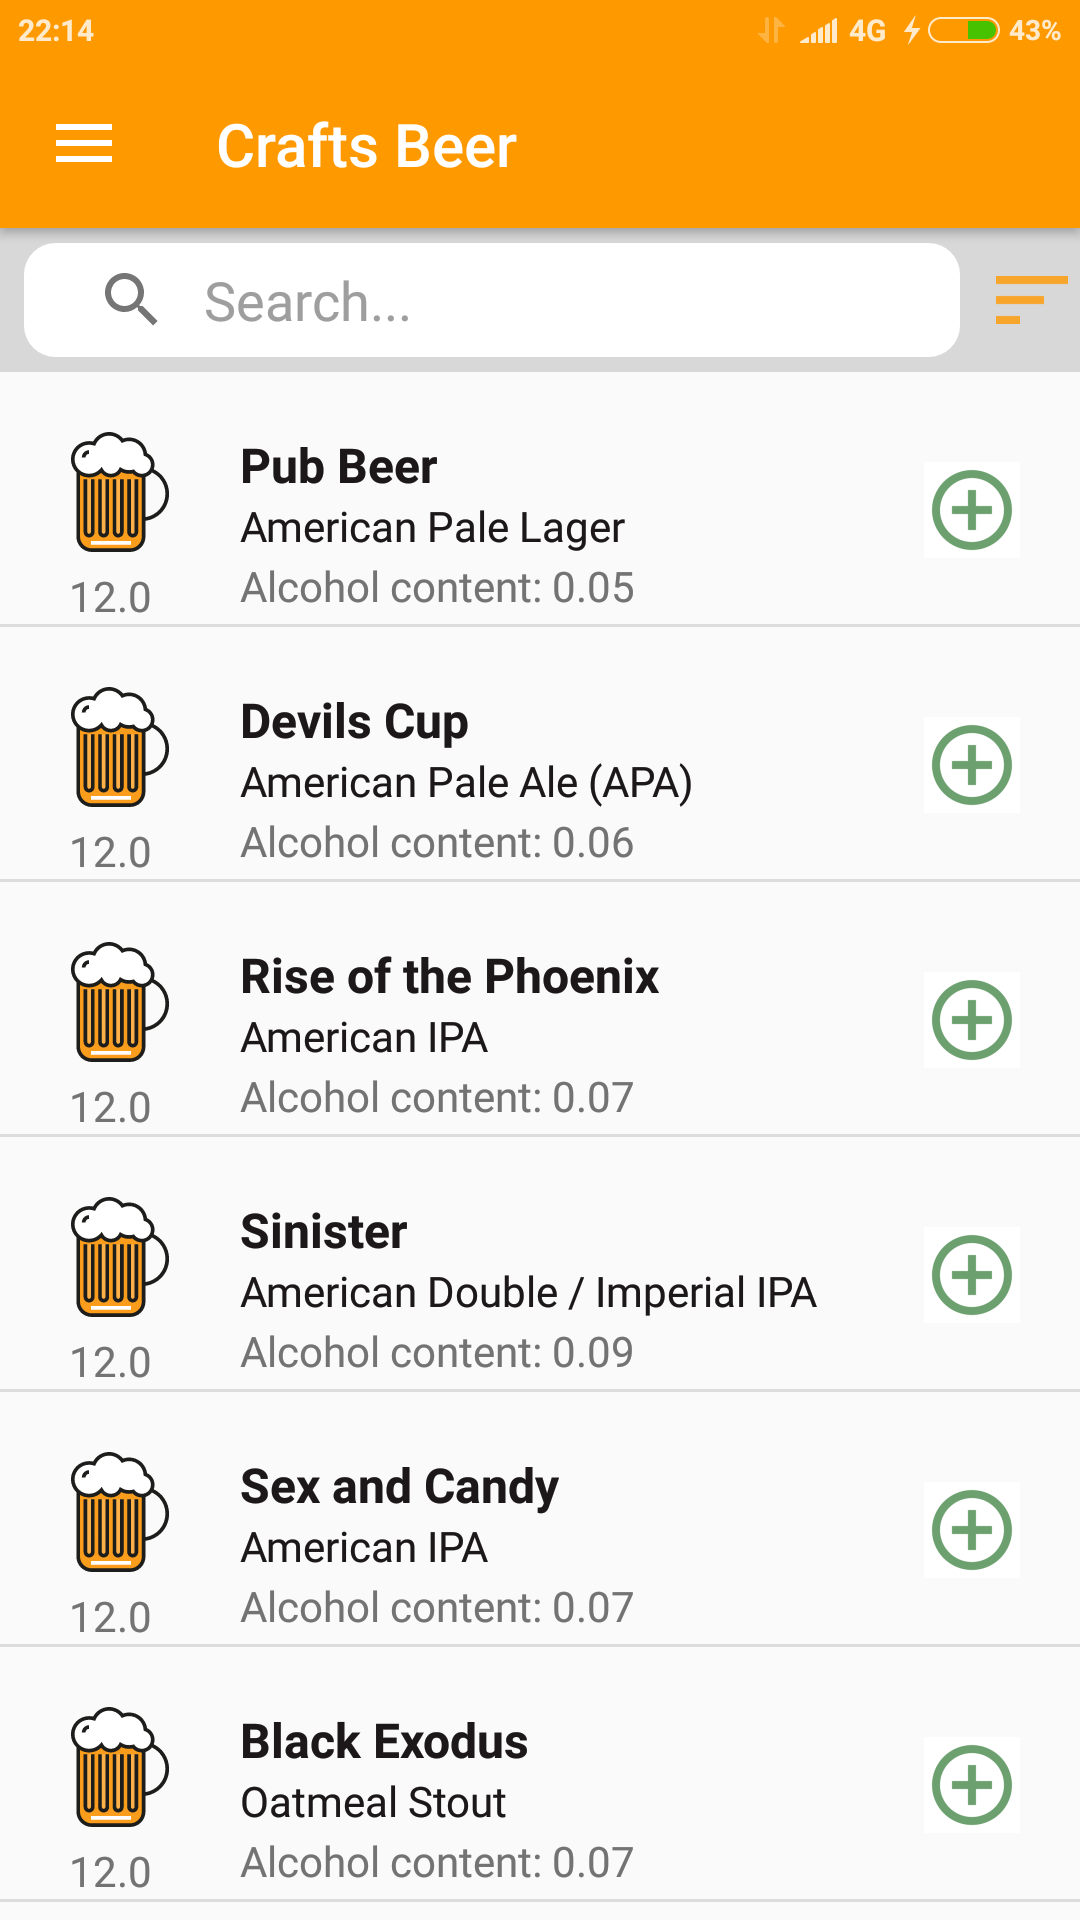 22:14 4G 43%
Crafts Beer
Search...
Pub Beer
American Pale Lager
Alcohol content: 0.05
12.0
Devils Cup
American Pale Ale (APA)
Alcohol content: 0.06
12.0
Rise of the Phoenix
American IPA
Alcohol content: 0.07
12.0
Sinister
American Double / Imperial IPA
Alcohol content: 0.09
12.0
Sex and Candy
American IPA
Alcohol content: 0.07
12.0
Black Exodus
Oatmeal Stout
Alcohol content: 0.07
12.0